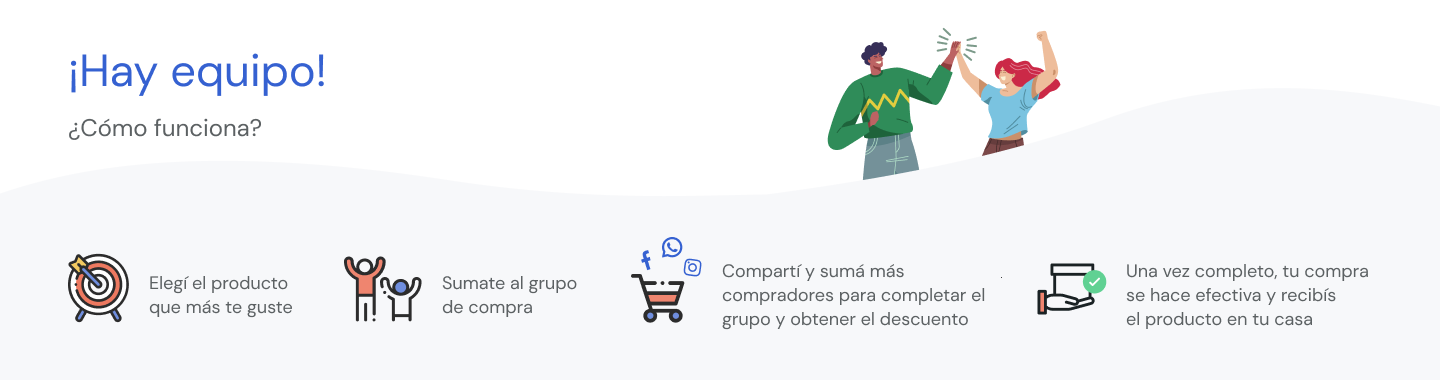 ¡Hay equipo!
¿Cómo funciona?
Elegí el producto
que más te guste
Sumate al grupo
de compra
Compartí y sumá más
compradores para completar el
grupo y obtener el descuento
Una vez completo, tu compra
se hace efectiva y recibís
el producto en tu casa